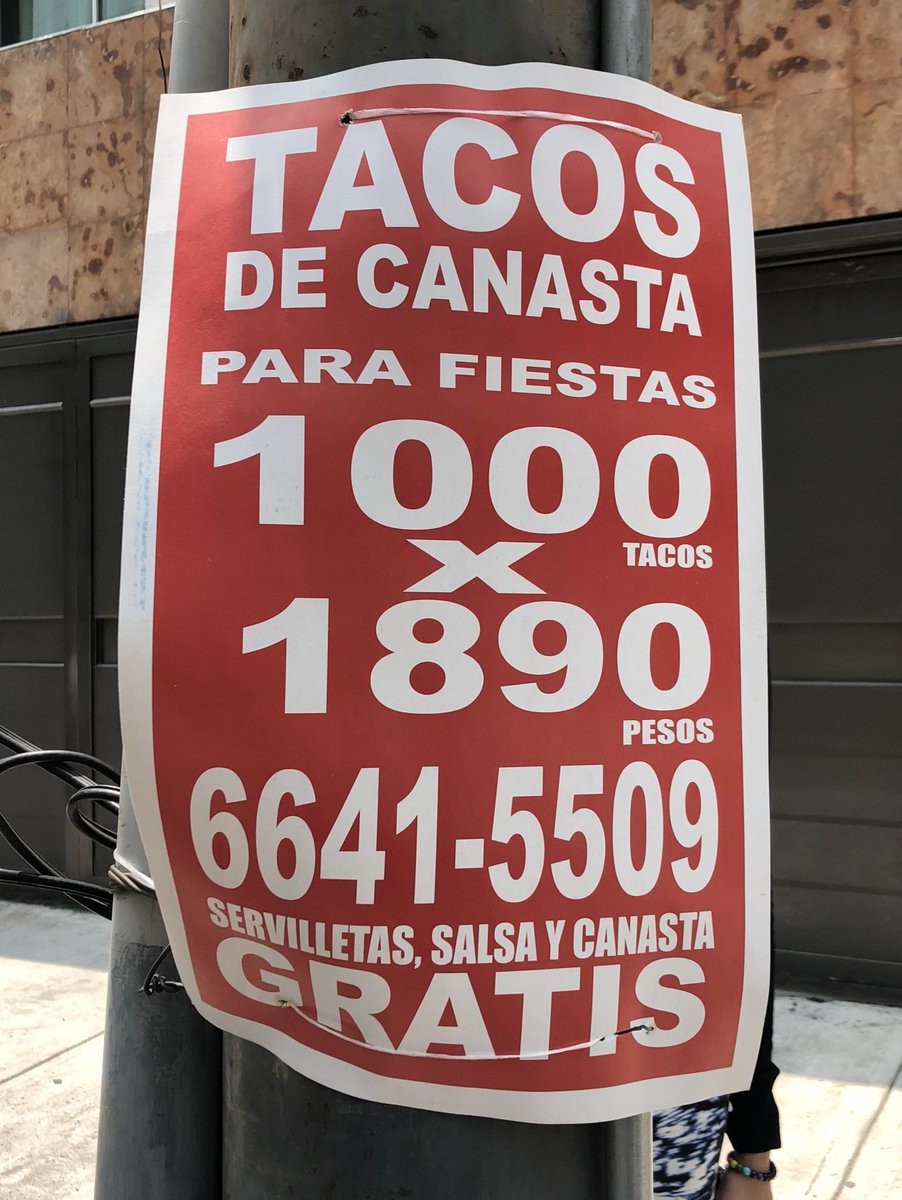 TACOS
DE CANASTA
PARA FIESTAS
1000
TACOS
X
1890
PESOS
6641-5509
SERVILLETAS, SALSA Y CANASTA
GRATIS